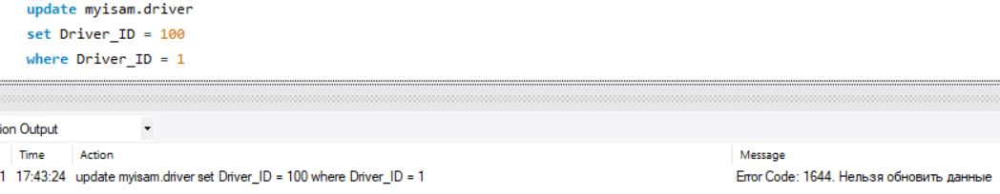 update myisam.driver
set Driver_ID = 100
where Driver_ID = 1
ion Output
Time Action Message
1 17:43:24 update myisam.driver set Driver_ID = 100 where Driver_ID = 1 Error Code: 1644. Нельзя обновить данные